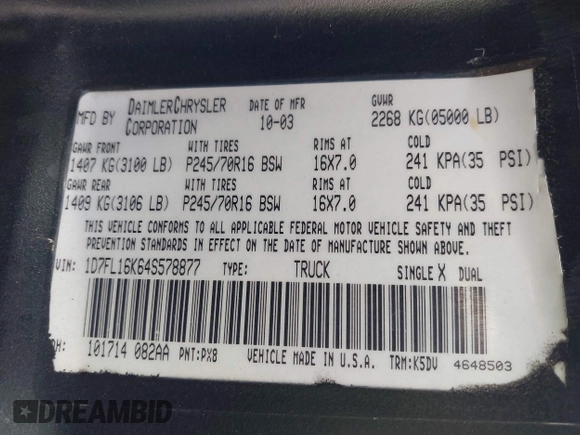 MFD BY DAIMLERCHRYSLER CORPORATION DATE OF MFR 10-03 GVWR 2268 KG(05000 LB)
GAWR FRONT WITH TIRES RIMS AT COLD
1407 KG(3100 LB) P245/70R16 BSW 16X7.0 241 KPA(35 PSI)
GAWR REAR WITH TIRES RIMS AT COLD
1409 KG(3106 LB) P245/70R16 BSW 16X7.0 241 KPA(35 PSI)
THIS VEHICLE CONFORMS TO ALL APPLICABLE FEDERAL MOTOR VEHICLE SAFETY AND THEFT
PREVENTION STANDARDS IN EFFECT ON THE DATE OF MANUFACTURE SHOWN ABOVE.
VIN: 1D7FL16K64S578877 TYPE: TRUCK SINGLE X DUAL
101714 082AA PNT:PX8 VEHICLE MADE IN U.S.A. TRM:K5DV 4648503
DREAMBID